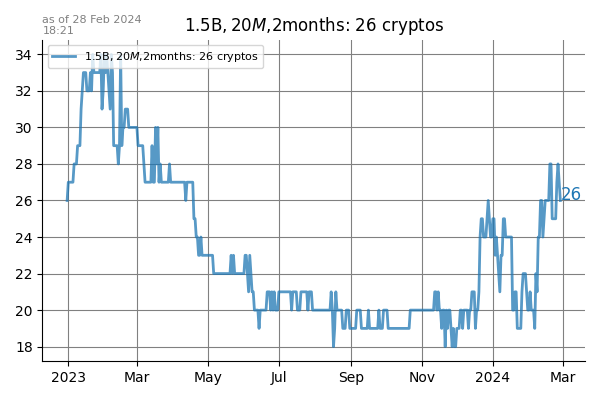 as of 28 Feb 2024
18:21
1.5B, 20M,2months: 26 cryptos
1.5B, 20M,2months: 26 cryptos
34
32
30
28
26
24
22
20
18
26
2023 Mar May Jul Sep Nov 2024 Mar